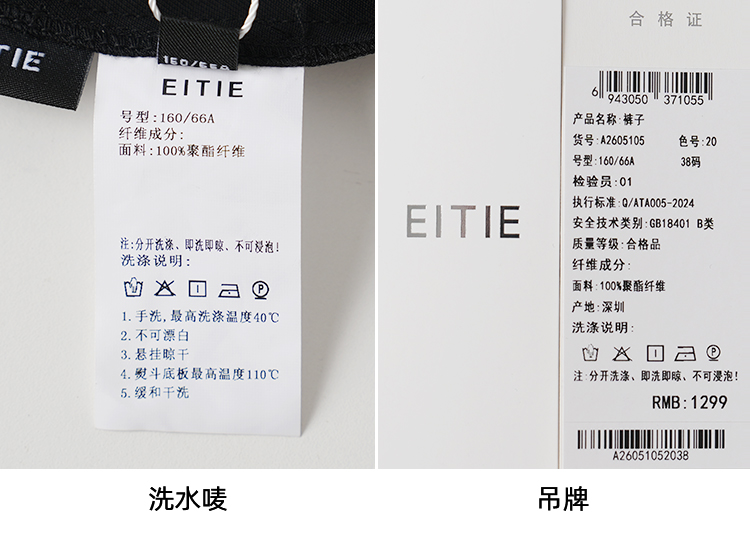 TIE
160/66A
EITIE
号型:160/66A
纤维成分:
面料:100%聚酯纤维
注:分开洗涤、即洗即晾、不可浸泡!
洗涤说明:
1.手洗,最高洗涤温度40℃
2.不可漂白
3.悬挂晾干
4.熨斗底板最高温度110℃
5.缓和干洗
洗水唛
EITIE
合格证
6 943050 371055
产品名称:裤子
货号:A2605105 色号:20
号型:160/66A 38码
检验员:01
执行标准:Q/ATA005-2024
安全技术类别:GB18401 B类
质量等级:合格品
纤维成分:
面料:100%聚酯纤维
产地:深圳
洗涤说明:
注:分开洗涤、即洗即晾、不可浸泡!
RMB:1299
A26051052038
吊牌